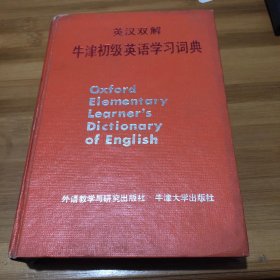 英汉双解
牛津初级英语学习词典
Oxford
Elementary
Learner's
Dictionary
of English
外语教学与研究出版社 牛津大学出版社